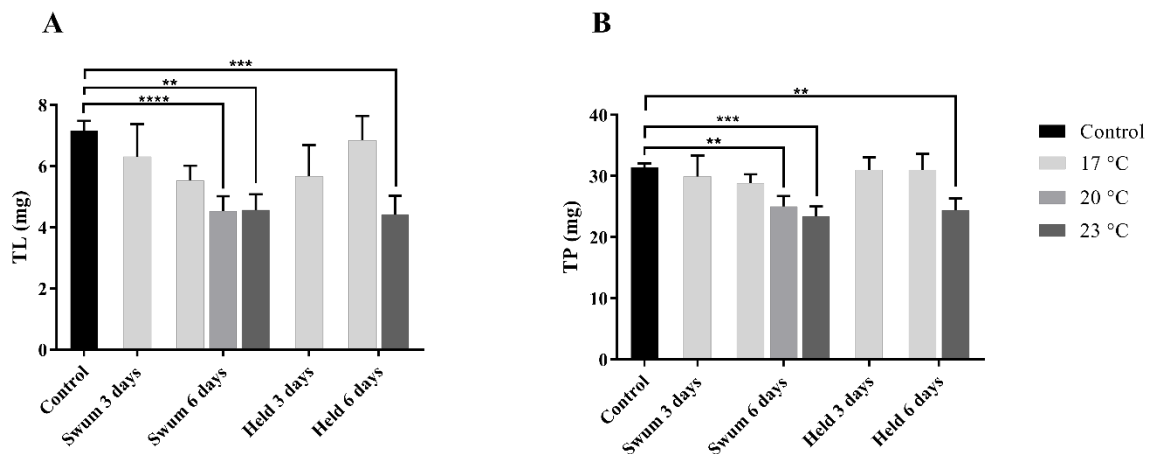 A
TL (mg)
8
6
4
2
0
***
**
****
Control
Swum 3 days
Swum 6 days
Held 3 days
Held 6 days
B
TP (mg)
40
30
20
10
0
**
***
**
Control
Swum 3 days
Swum 6 days
Held 3 days
Held 6 days
Control
17 °C
20 °C
23 °C